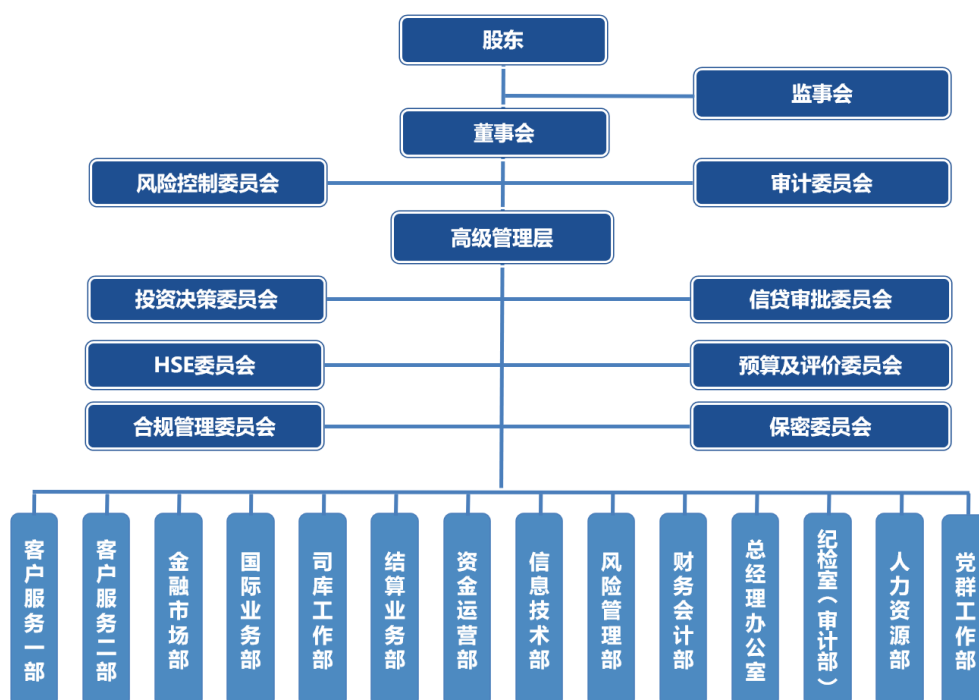 股东
监事会
董事会
风险控制委员会
审计委员会
高级管理层
投资决策委员会
信贷审批委员会
HSE委员会
预算及评价委员会
合规管理委员会
保密委员会
客户服务一部
客户服务二部
金融市场部
国际业务部
司库工作部
结算业务部
资金运营部
信息技术部
风险管理部
财务会计部
总经理办公室
纪检室（审计部）
人力资源部
党群工作部